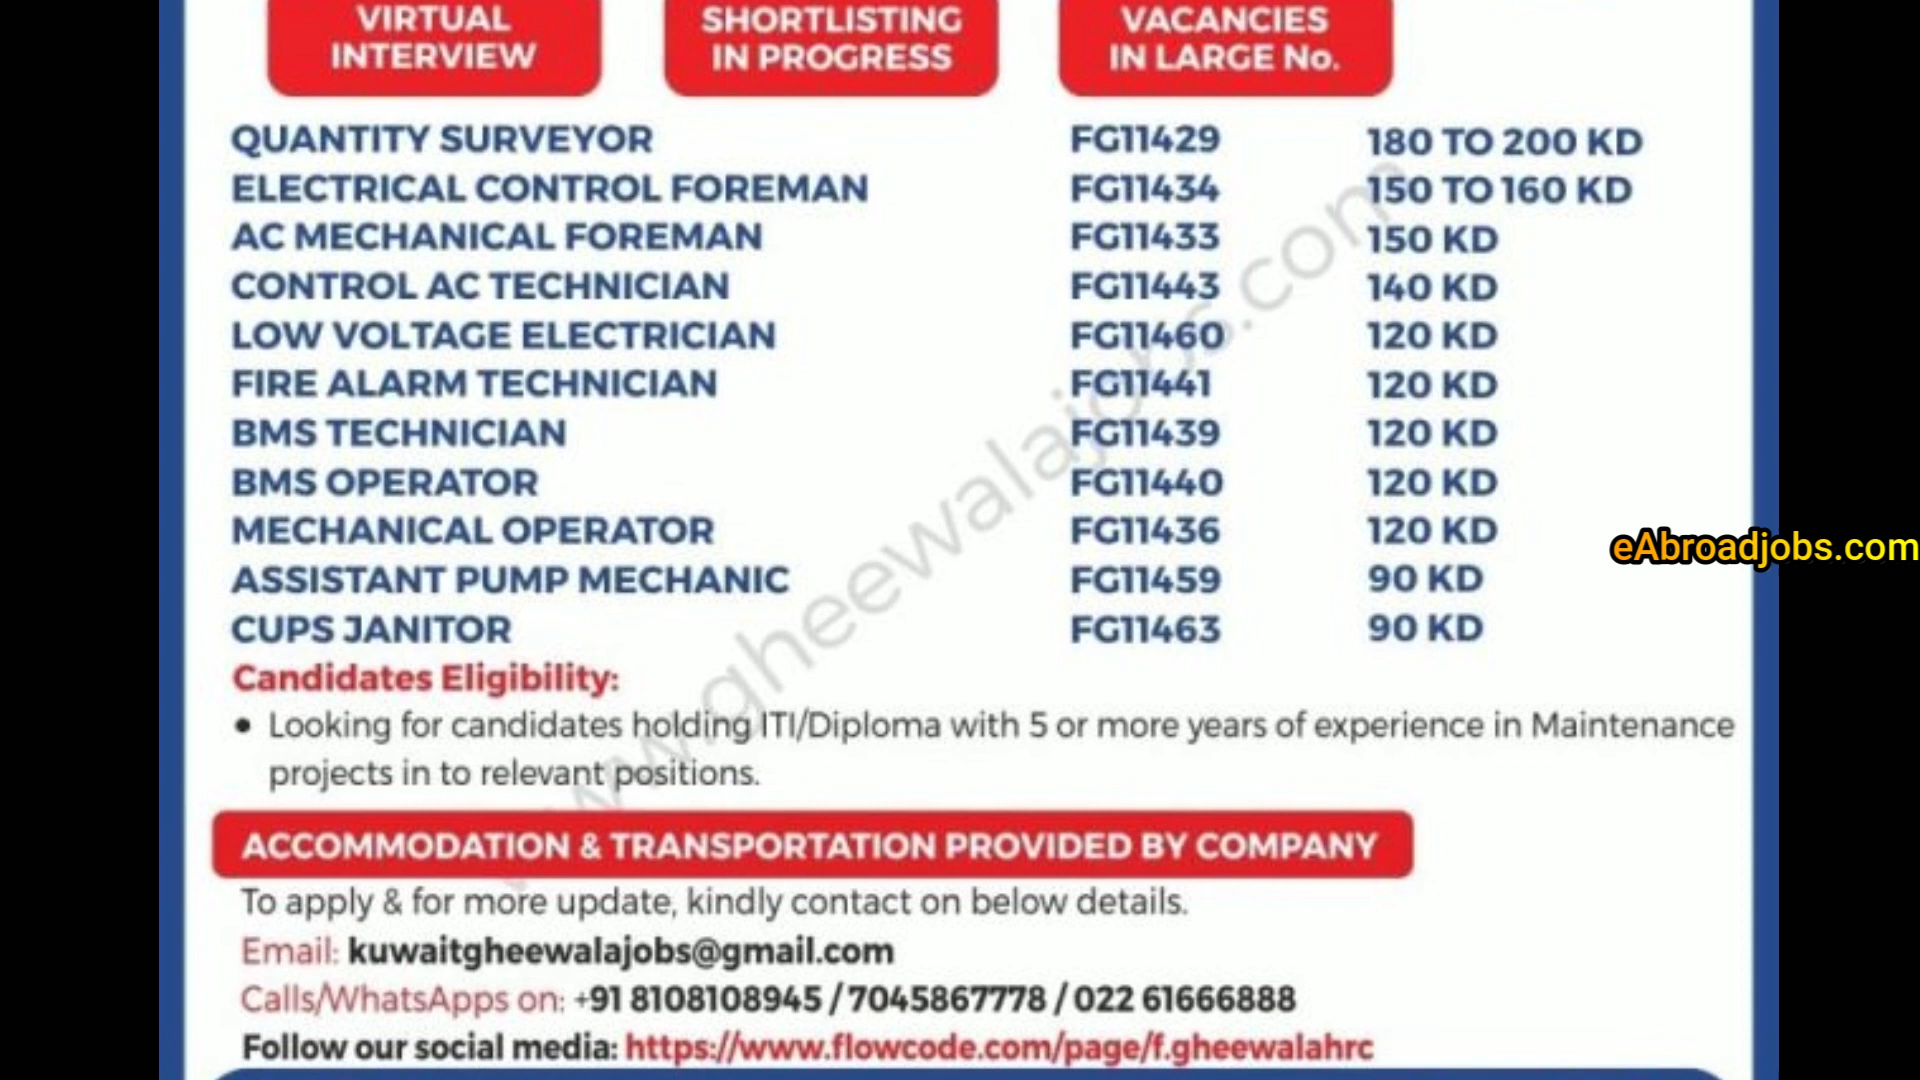 VIRTUAL
INTERVIEW
SHORTLISTING
IN PROGRESS
VACANCIES
IN LARGE No.
QUANTITY SURVEYOR FG11429 180 TO 200 KD
ELECTRICAL CONTROL FOREMAN FG11434 150 TO 160 KD
AC MECHANICAL FOREMAN FG11433 150 KD
CONTROL AC TECHNICIAN FG11443 140 KD
LOW VOLTAGE ELECTRICIAN FG11460 120 KD
FIRE ALARM TECHNICIAN FG11441 120 KD
BMS TECHNICIAN FG11439 120 KD
BMS OPERATOR FG11440 120 KD
MECHANICAL OPERATOR FG11436 120 KD
eAbroadjobs.com
ASSISTANT PUMP MECHANIC FG11459 90 KD
CUPS JANITOR FG11463 90 KD
www.gheewalajobs.com
Candidates Eligibility:
• Looking for candidates holding ITI/Diploma with 5 or more years of experience in Maintenance
projects in to relevant positions.
ACCOMMODATION & TRANSPORTATION PROVIDED BY COMPANY
To apply & for more update, kindly contact on below details.
Email: kuwaitgheewalajobs@gmail.com
Calls/WhatsApps on: +91 8108108945 / 7045867778 / 022 61666888
Follow our social media: https://www.flowcode.com/page/f.gheewalahrc